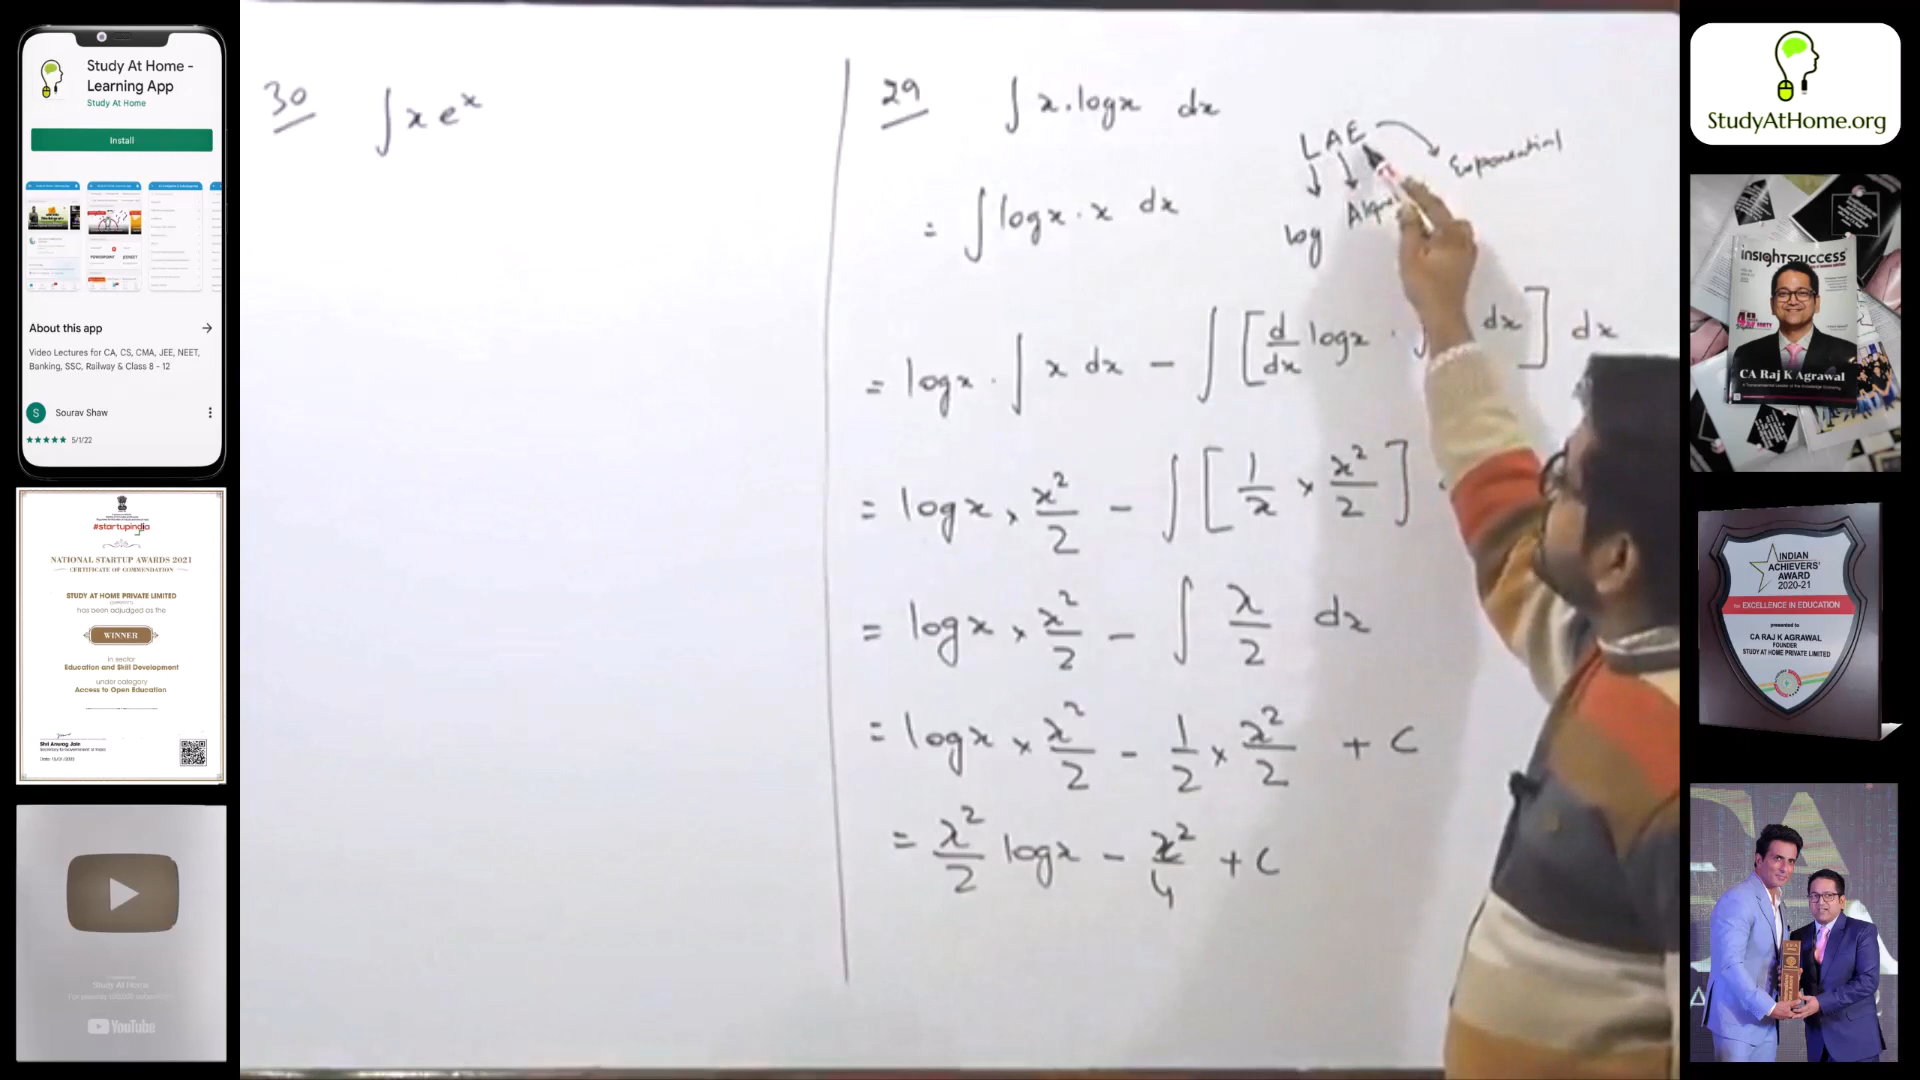 Study At Home -
Learning App
Study At Home
Install
About this app
Video Lectures for CA, CS, CMA, JEE, NEET,
Banking, SSC, Railway & Class 8 - 12
S Sourav Shaw
★★★★★ 5/1/22
#startupindia
NATIONAL STARTUP AWARDS 2021
CERTIFICATE OF COMMENDATION
STUDY AT HOME PRIVATE LIMITED
has been adjudged as the
WINNER
in sector
Education and Skill Development
under category
Access to Open Education
Shri Anurag Jain
Study At Home
YouTube
30 ∫ x e^x
29 ∫ x.logx dx
L A E
Exponential
log
= ∫ logx . x dx
= logx . ∫ x dx − ∫ [ d/dx logx . ∫ dx ] dx
= logx × x²/2 − ∫ [ 1/x × x²/2 ]
= logx × x²/2 − ∫ x/2 dx
= logx × x²/2 − 1/2 × x²/2 + C
= x²/2 logx − x²/4 + C
StudyAtHome.org
insightssuccess
CA Raj K Agrawal
INDIAN
ACHIEVERS'
AWARD
2020-21
for EXCELLENCE IN EDUCATION
presented to
CA RAJ K AGRAWAL
FOUNDER
STUDY AT HOME PRIVATE LIMITED